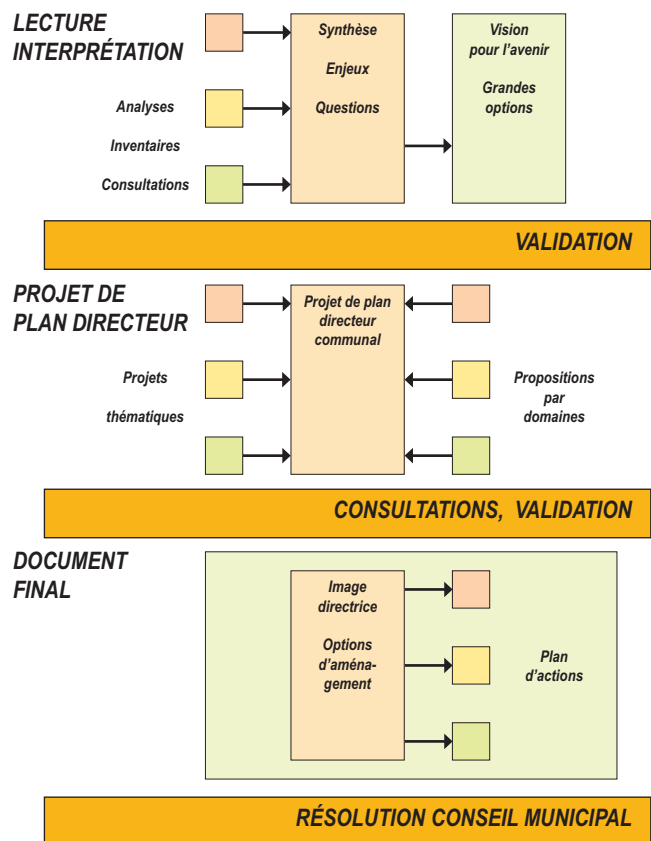 LECTURE
INTERPRÉTATION
Analyses
Inventaires
Consultations
Synthèse
Enjeux
Questions
Vision
pour l'avenir
Grandes
options
VALIDATION
PROJET DE
PLAN DIRECTEUR
Projets
thématiques
Projet de plan
directeur
communal
Propositions
par
domaines
CONSULTATIONS, VALIDATION
DOCUMENT
FINAL
Image
directrice
Options
d'aména-
gement
Plan
d'actions
RÉSOLUTION CONSEIL MUNICIPAL